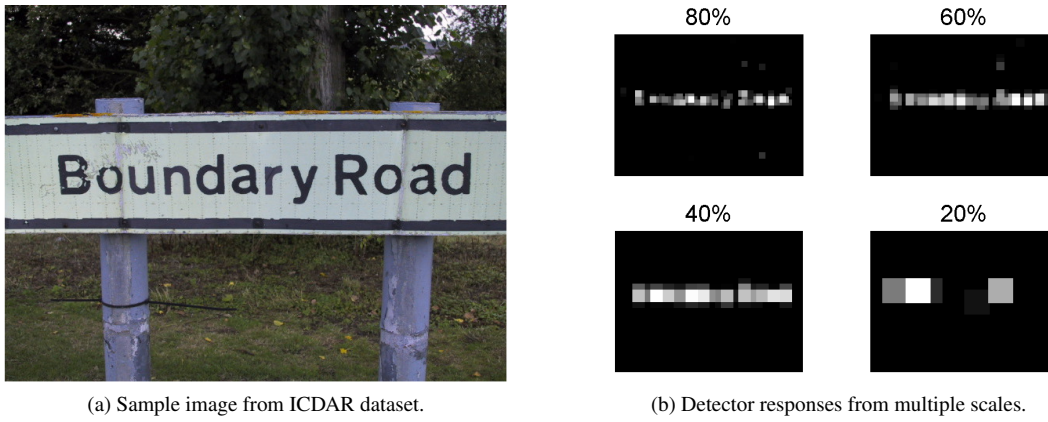 Boundary Road
(a) Sample image from ICDAR dataset.
80%
60%
40%
20%
(b) Detector responses from multiple scales.